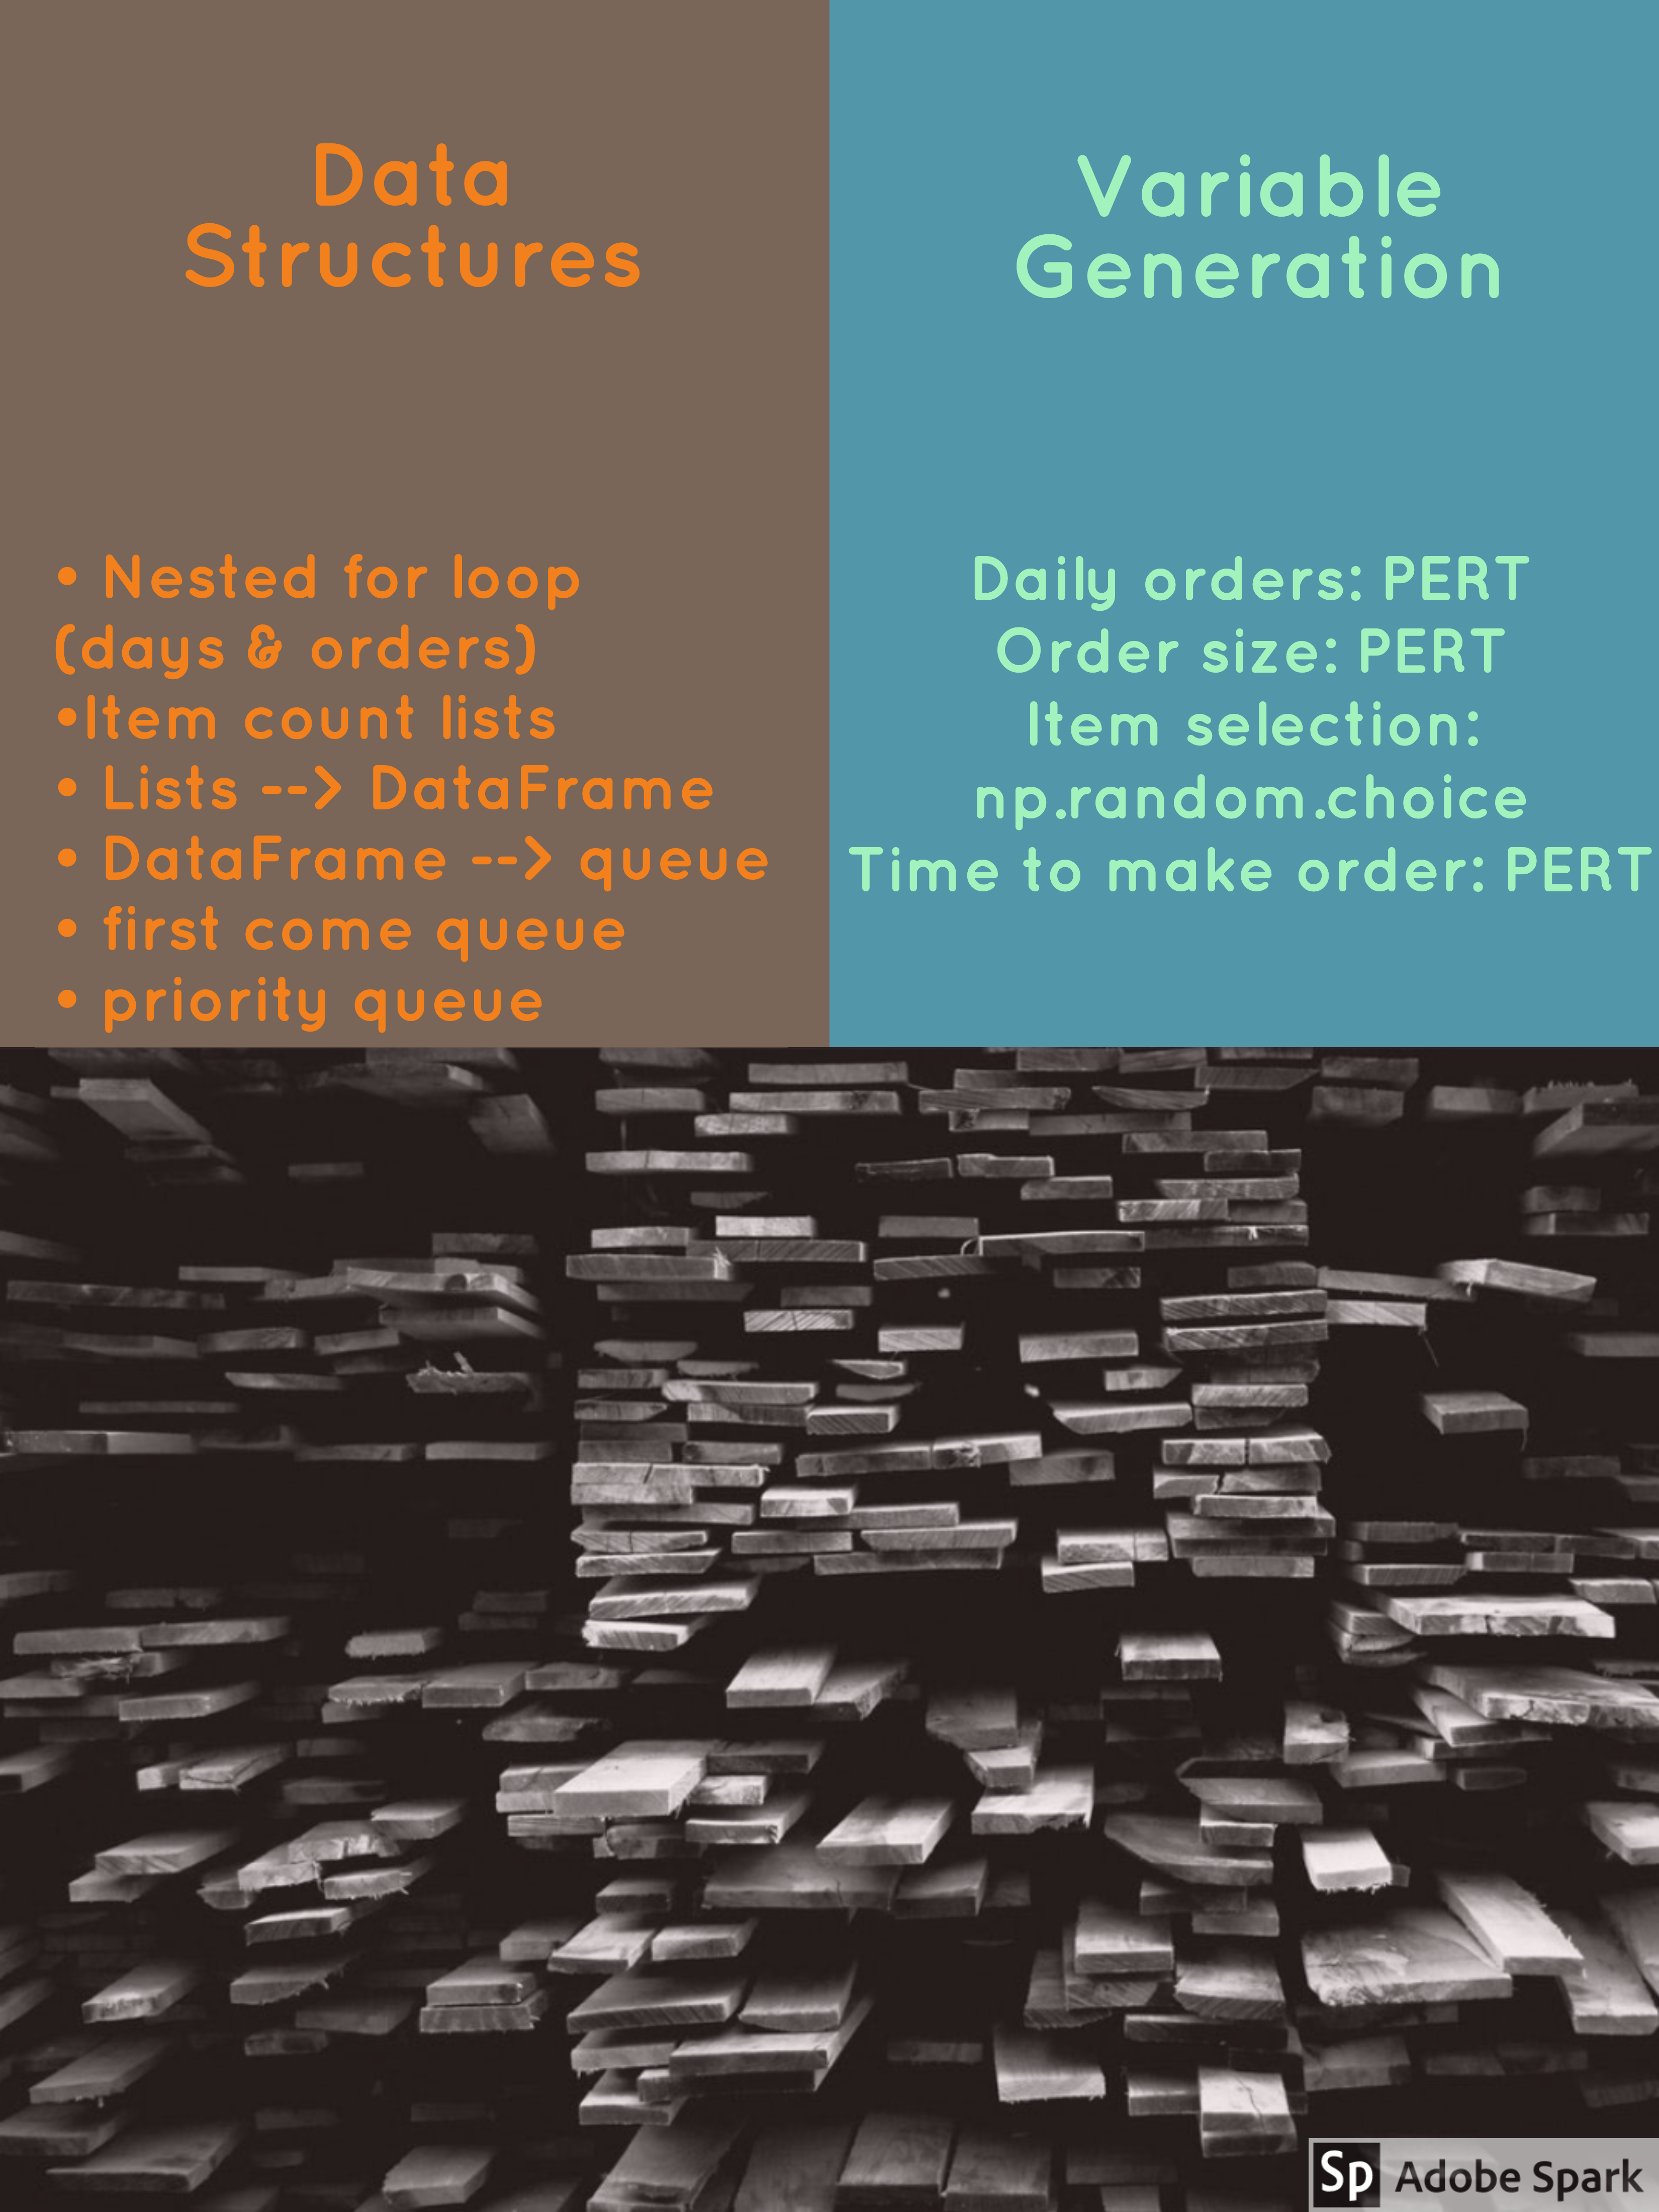 Data
Structures
• Nested for loop
(days & orders)
•Item count lists
• Lists --> DataFrame
• DataFrame --> queue
• first come queue
• priority queue
Variable
Generation
Daily orders: PERT
Order size: PERT
Item selection:
np.random.choice
Time to make order: PERT
Sp Adobe Spark